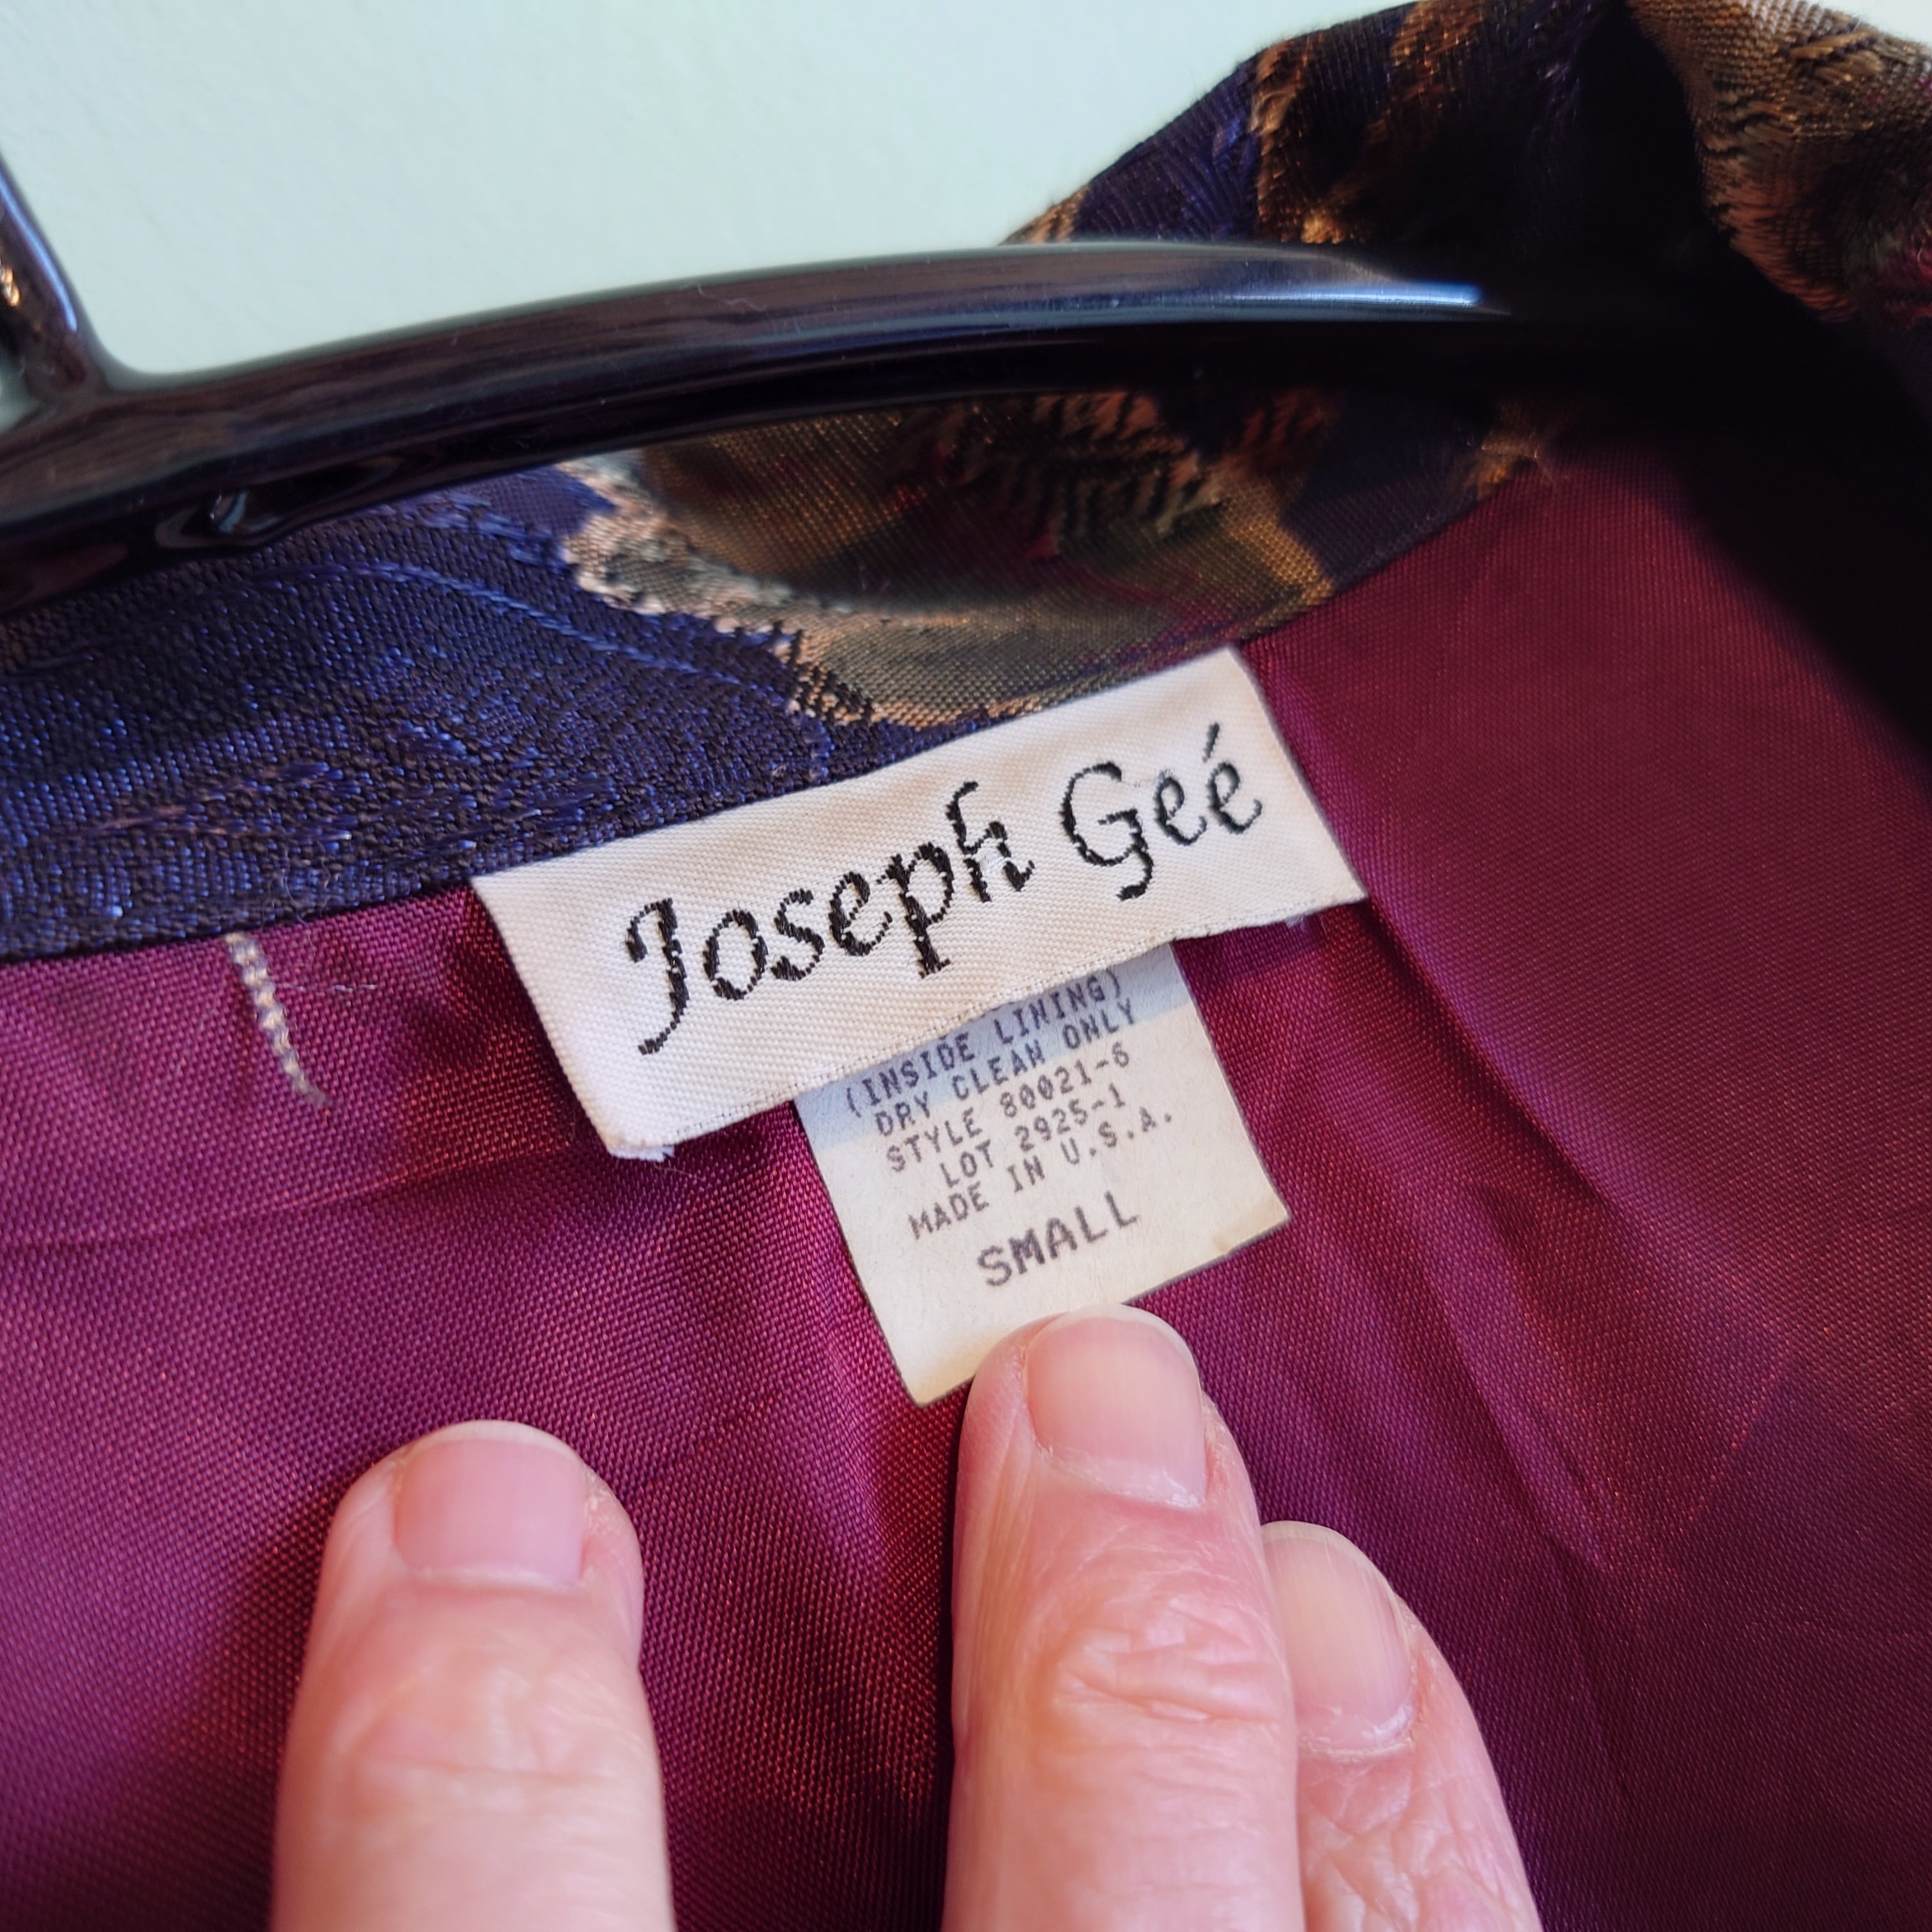 Joseph Geé
(INSIDE LINING)
DRY CLEAN ONLY
STYLE 80021-6
LOT 2925-1
MADE IN U.S.A.
SMALL